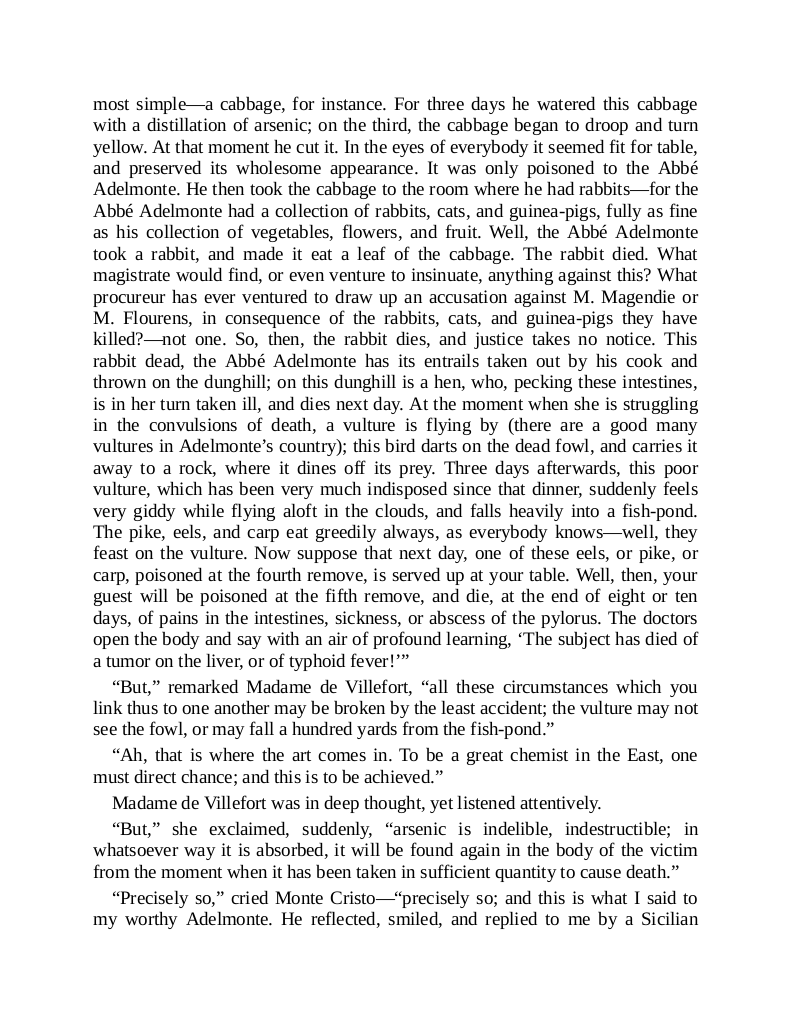 most simple—a cabbage, for instance. For three days he watered this cabbage
with a distillation of arsenic; on the third, the cabbage began to droop and turn
yellow. At that moment he cut it. In the eyes of everybody it seemed fit for table,
and preserved its wholesome appearance. It was only poisoned to the Abbé
Adelmonte. He then took the cabbage to the room where he had rabbits—for the
Abbé Adelmonte had a collection of rabbits, cats, and guinea-pigs, fully as fine
as his collection of vegetables, flowers, and fruit. Well, the Abbé Adelmonte
took a rabbit, and made it eat a leaf of the cabbage. The rabbit died. What
magistrate would find, or even venture to insinuate, anything against this? What
procureur has ever ventured to draw up an accusation against M. Magendie or
M. Flourens, in consequence of the rabbits, cats, and guinea-pigs they have
killed?—not one. So, then, the rabbit dies, and justice takes no notice. This
rabbit dead, the Abbé Adelmonte has its entrails taken out by his cook and
thrown on the dunghill; on this dunghill is a hen, who, pecking these intestines,
is in her turn taken ill, and dies next day. At the moment when she is struggling
in the convulsions of death, a vulture is flying by (there are a good many
vultures in Adelmonte’s country); this bird darts on the dead fowl, and carries it
away to a rock, where it dines off its prey. Three days afterwards, this poor
vulture, which has been very much indisposed since that dinner, suddenly feels
very giddy while flying aloft in the clouds, and falls heavily into a fish-pond.
The pike, eels, and carp eat greedily always, as everybody knows—well, they
feast on the vulture. Now suppose that next day, one of these eels, or pike, or
carp, poisoned at the fourth remove, is served up at your table. Well, then, your
guest will be poisoned at the fifth remove, and die, at the end of eight or ten
days, of pains in the intestines, sickness, or abscess of the pylorus. The doctors
open the body and say with an air of profound learning, ‘The subject has died of
a tumor on the liver, or of typhoid fever!’”
“But,” remarked Madame de Villefort, “all these circumstances which you
link thus to one another may be broken by the least accident; the vulture may not
see the fowl, or may fall a hundred yards from the fish-pond.”
“Ah, that is where the art comes in. To be a great chemist in the East, one
must direct chance; and this is to be achieved.”
Madame de Villefort was in deep thought, yet listened attentively.
“But,” she exclaimed, suddenly, “arsenic is indelible, indestructible; in
whatsoever way it is absorbed, it will be found again in the body of the victim
from the moment when it has been taken in sufficient quantity to cause death.”
“Precisely so,” cried Monte Cristo—“precisely so; and this is what I said to
my worthy Adelmonte. He reflected, smiled, and replied to me by a Sicilian